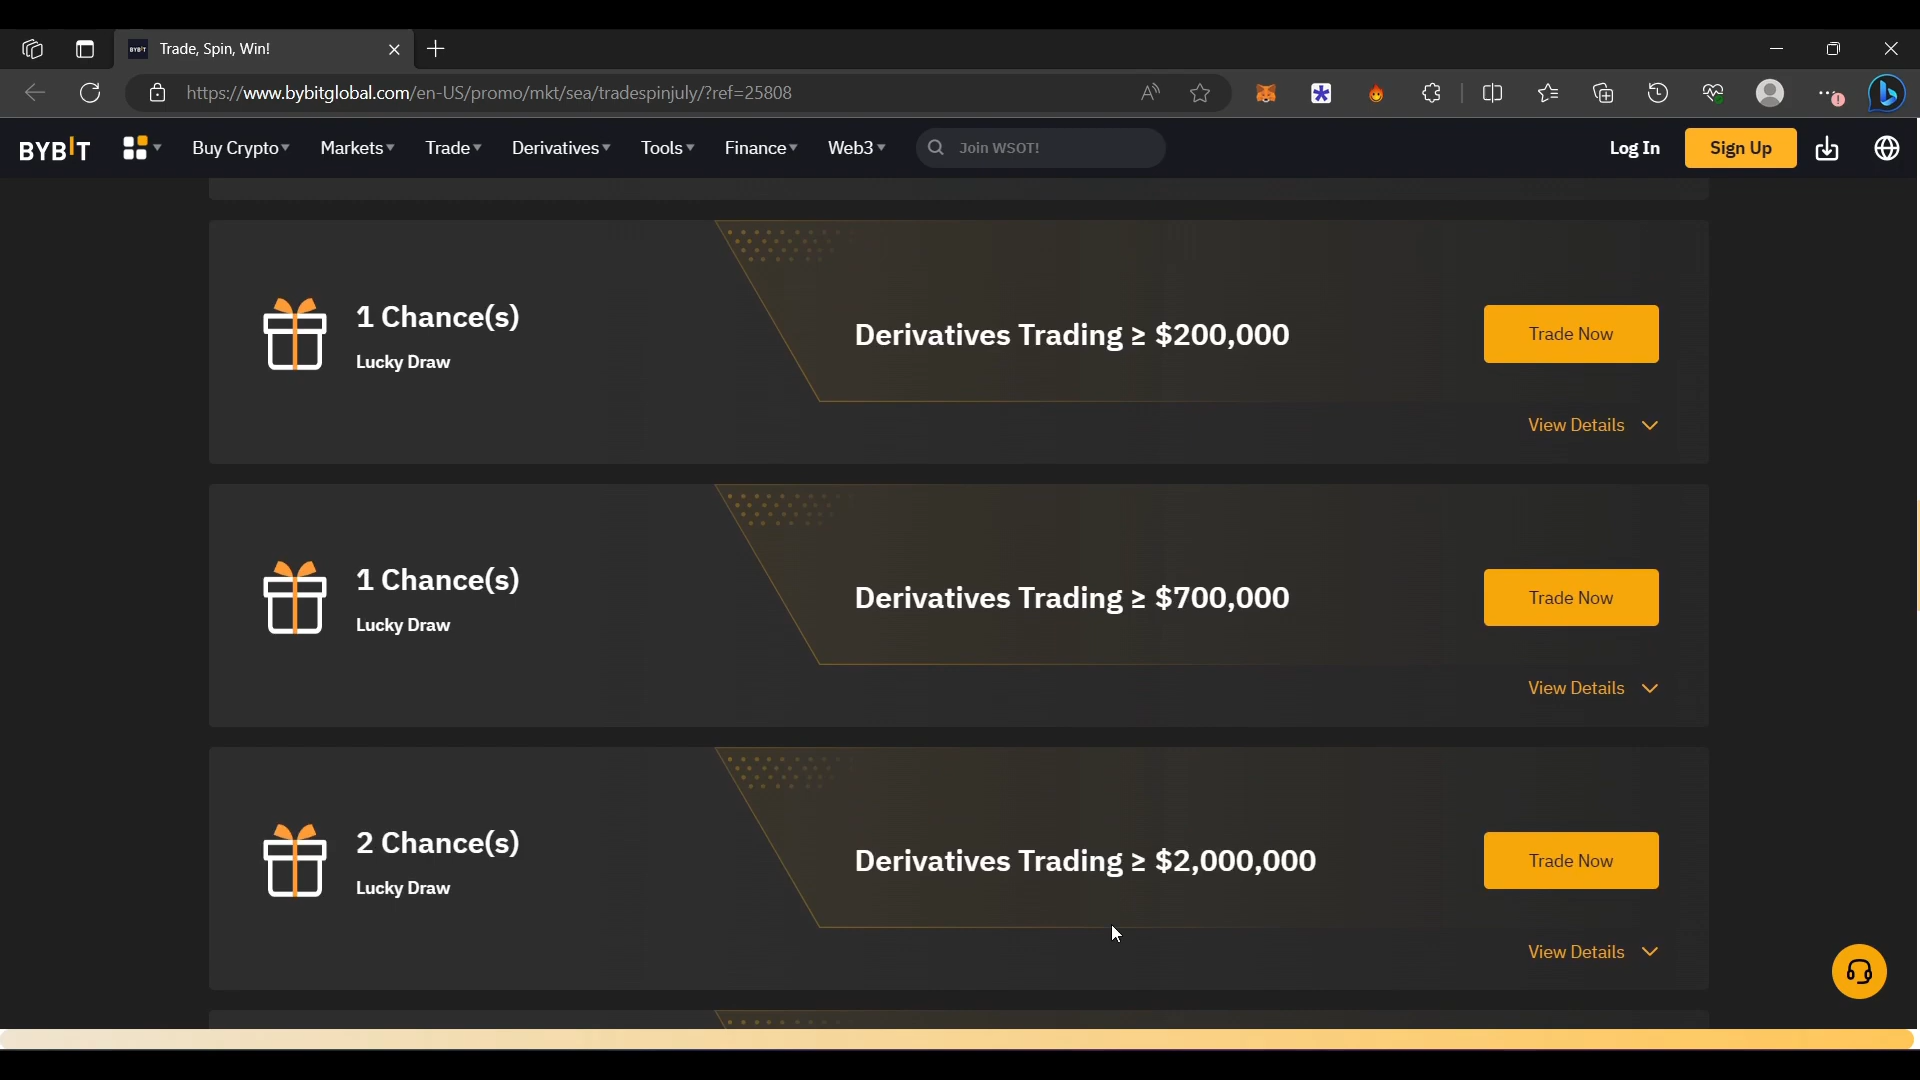 Trade, Spin, Win!
https://www.bybitglobal.com/en-US/promo/mkt/sea/tradespinjuly/?ref=25808
BYBIT Buy Crypto Markets Trade Derivatives Tools Finance Web3 Join WSOT! Log In Sign Up
1 Chance(s)
Lucky Draw
Derivatives Trading ≥ $200,000
Trade Now
View Details
1 Chance(s)
Lucky Draw
Derivatives Trading ≥ $700,000
Trade Now
View Details
2 Chance(s)
Lucky Draw
Derivatives Trading ≥ $2,000,000
Trade Now
View Details